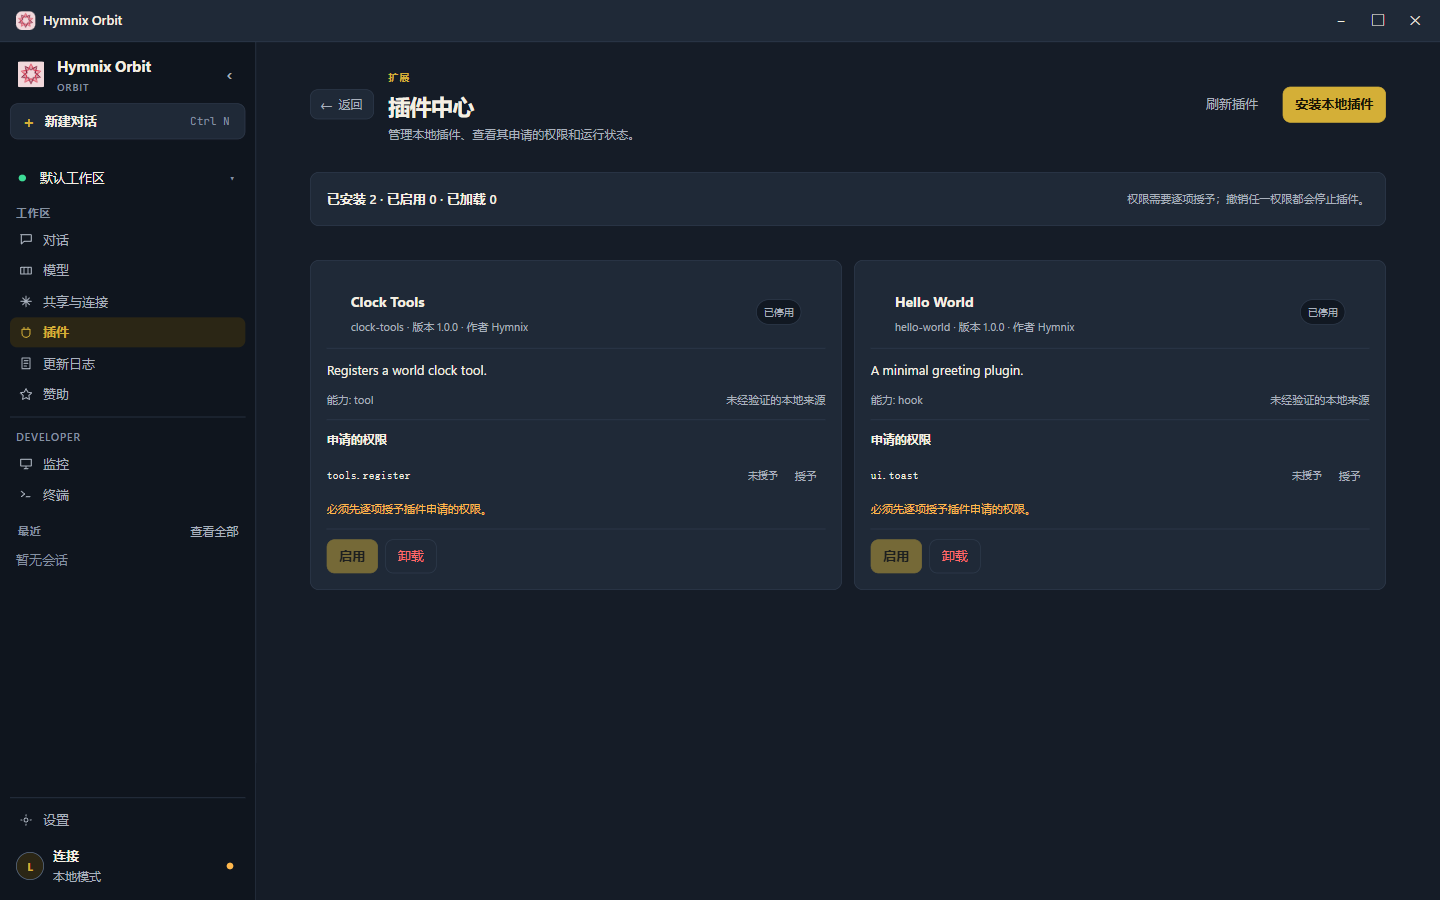 Hymnix Orbit
Hymnix Orbit
ORBIT
+ 新建对话 Ctrl N
默认工作区
工作区
对话
模型
共享与连接
插件
更新日志
赞助
DEVELOPER
监控
终端
最近 查看全部
暂无会话
设置
L
连接
本地模式
← 返回
扩展
插件中心
管理本地插件、查看其申请的权限和运行状态。
刷新插件
安装本地插件
已安装 2 · 已启用 0 · 已加载 0
权限需要逐项授予；撤销任一权限都会停止插件。
Clock Tools
clock-tools · 版本 1.0.0 · 作者 Hymnix
已停用
Registers a world clock tool.
能力: tool 未经验证的本地来源
申请的权限
tools.register 未授予 授予
必须先逐项授予插件申请的权限。
启用 卸载
Hello World
hello-world · 版本 1.0.0 · 作者 Hymnix
已停用
A minimal greeting plugin.
能力: hook 未经验证的本地来源
申请的权限
ui.toast 未授予 授予
必须先逐项授予插件申请的权限。
启用 卸载